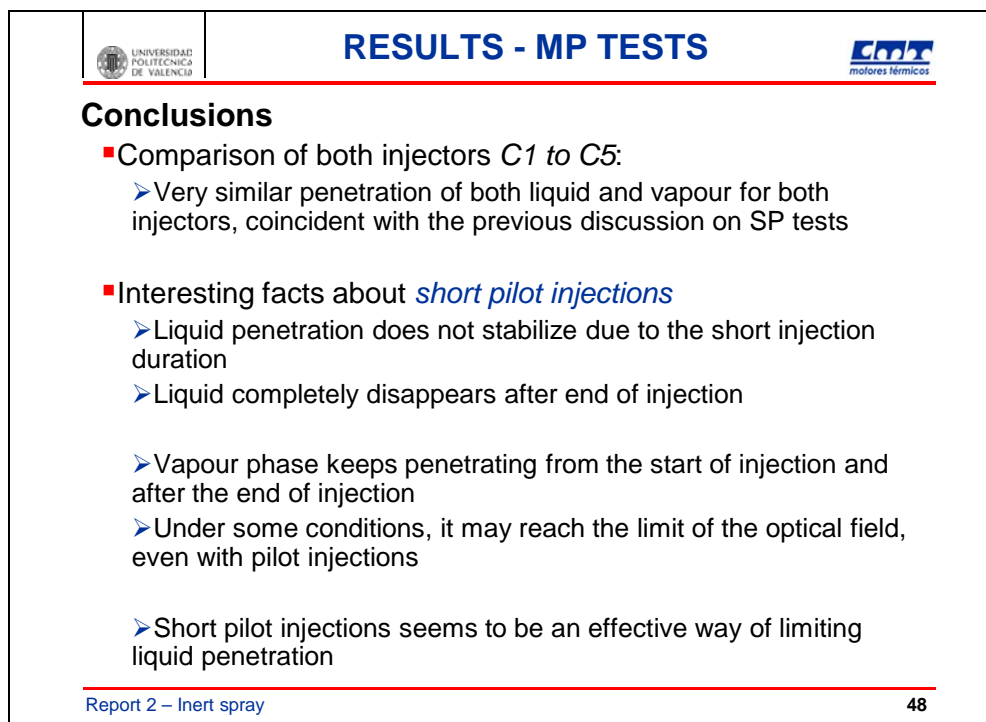 UNIVERSIDAD
POLITECNICA
DE VALENCIA
RESULTS - MP TESTS
CMT
motores térmicos
Conclusions
▪Comparison of both injectors C1 to C5:
➢Very similar penetration of both liquid and vapour for both
injectors, coincident with the previous discussion on SP tests
▪Interesting facts about short pilot injections
➢Liquid penetration does not stabilize due to the short injection
duration
➢Liquid completely disappears after end of injection
➢Vapour phase keeps penetrating from the start of injection and
after the end of injection
➢Under some conditions, it may reach the limit of the optical field,
even with pilot injections
➢Short pilot injections seems to be an effective way of limiting
liquid penetration
Report 2 – Inert spray
48